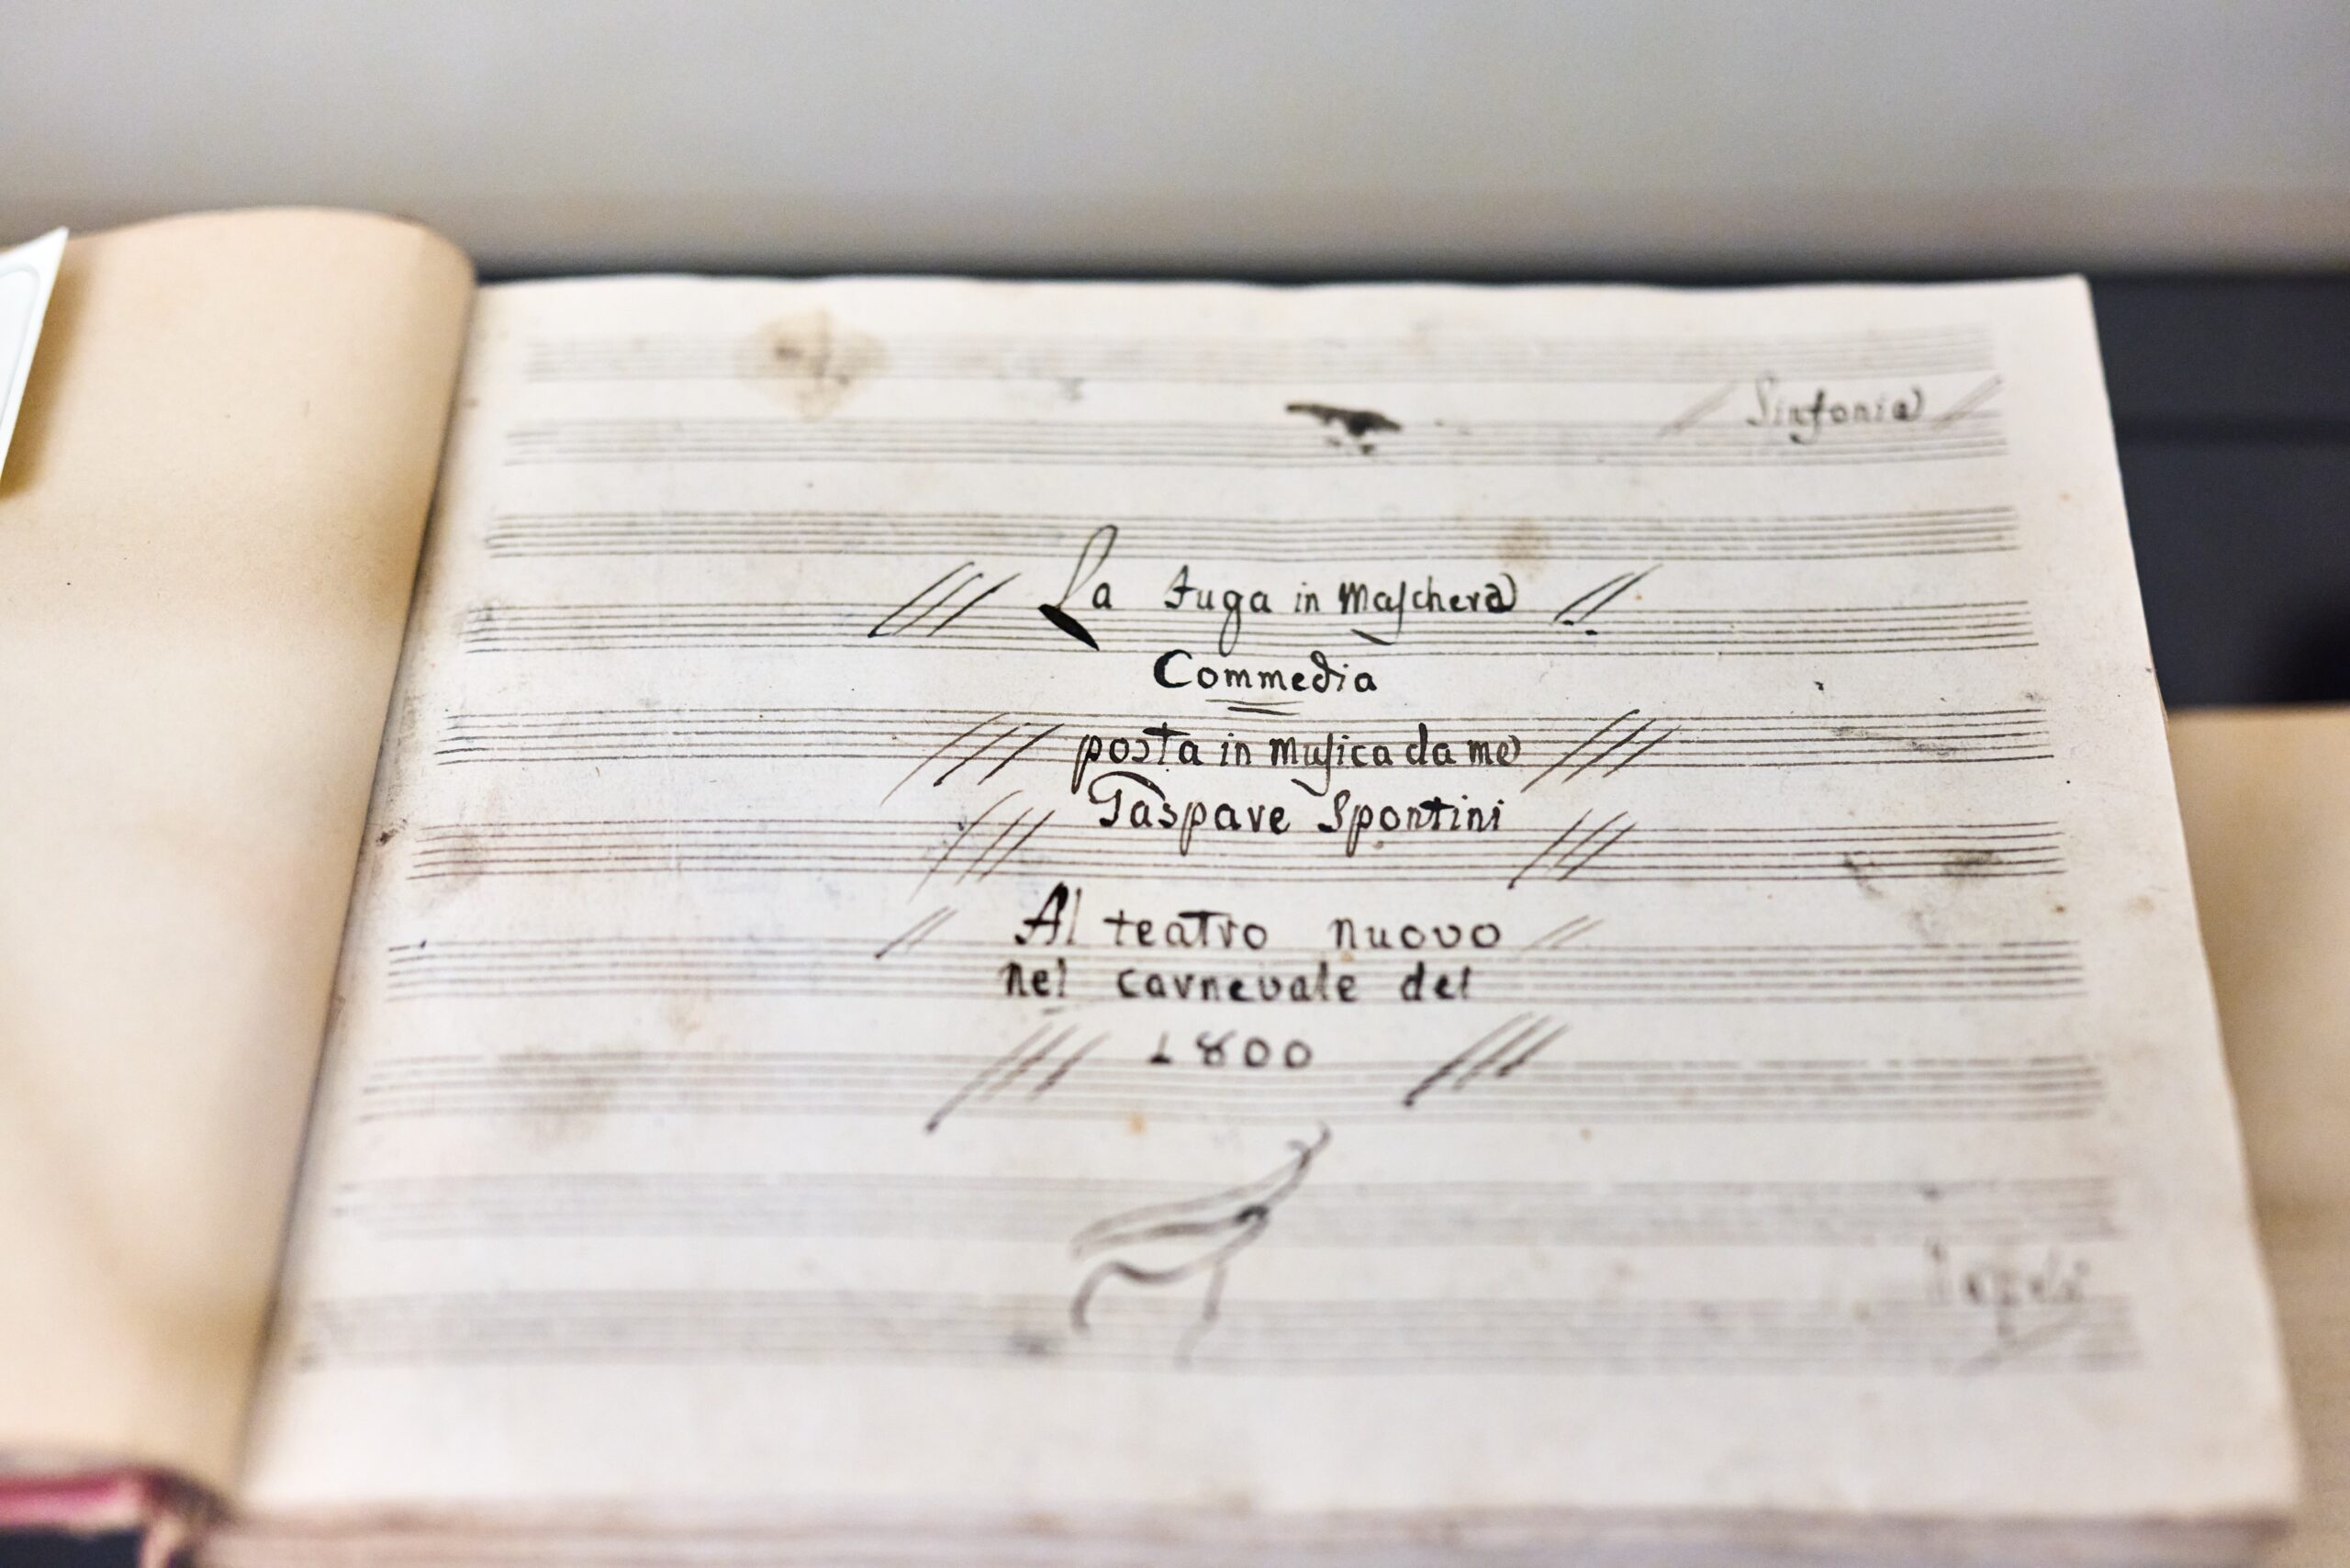 Sinfonia
La Fuga in Maschera
Commedia
posta in musica da me
Gaspare Spontini
Al teatro nuovo
nel carnevale del
1800